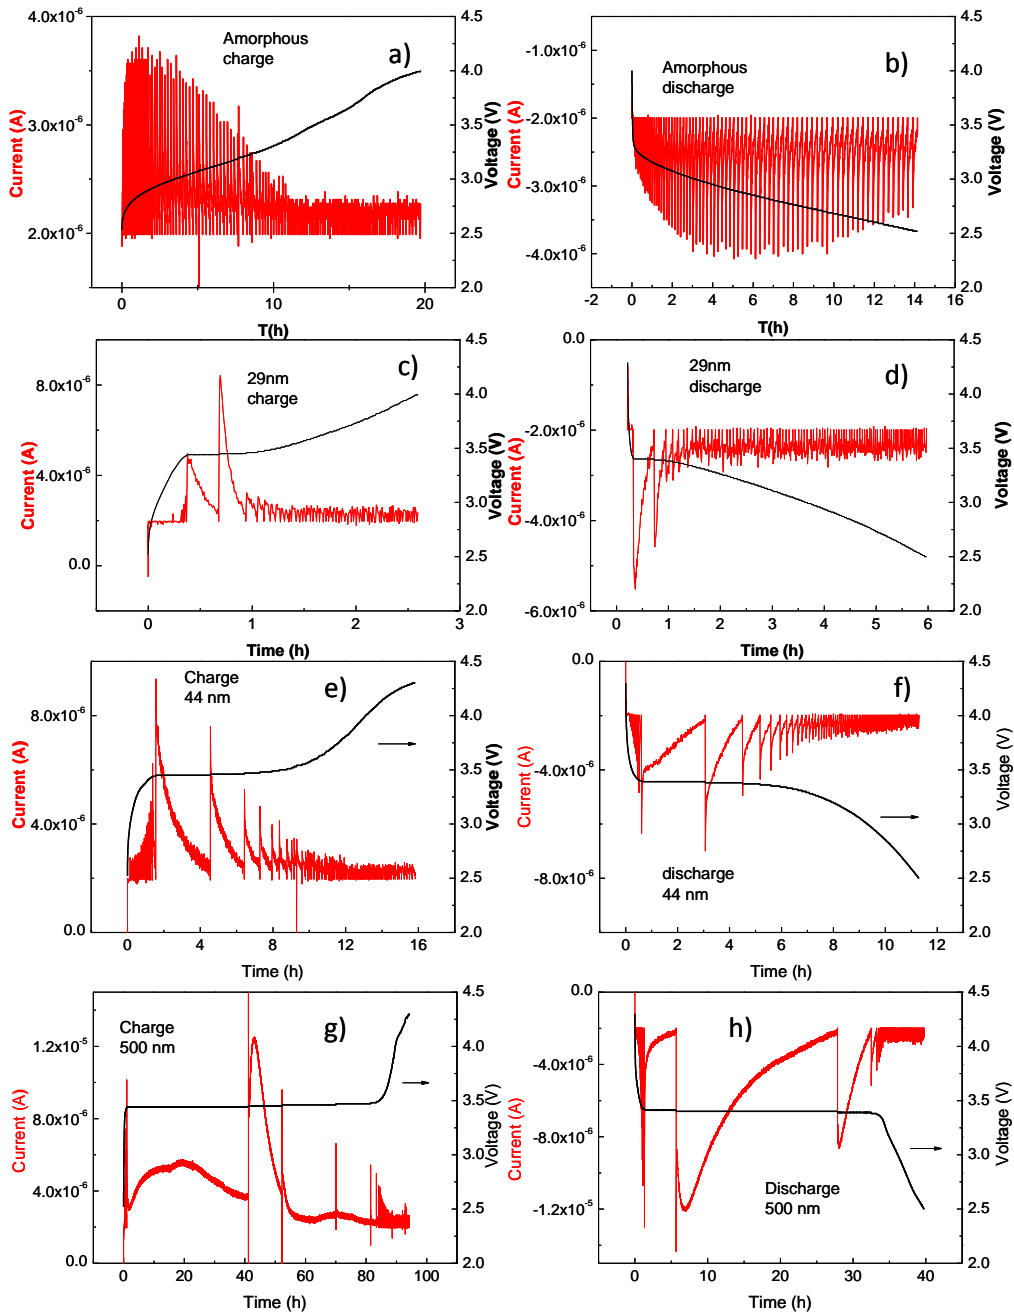 4.0x10⁻⁶
3.0x10⁻⁶
2.0x10⁻⁶
Current (A)
4.5
4.0
3.5
3.0
2.5
2.0
Voltage (V)
Amorphous
charge
a)
0 10 20
T(h)
-1.0x10⁻⁶
-2.0x10⁻⁶
-3.0x10⁻⁶
-4.0x10⁻⁶
Current (A)
4.5
4.0
3.5
3.0
2.5
2.0
Voltage (V)
Amorphous
discharge
b)
-2 0 2 4 6 8 10 12 14 16
T(h)
8.0x10⁻⁶
4.0x10⁻⁶
0.0
Current (A)
4.5
4.0
3.5
3.0
2.5
2.0
Voltage (V)
29nm
charge
c)
0 1 2 3
Time (h)
0.0
-2.0x10⁻⁶
-4.0x10⁻⁶
-6.0x10⁻⁶
Current (A)
4.5
4.0
3.5
3.0
2.5
2.0
Voltage (V)
29nm
discharge
d)
0 1 2 3 4 5 6
Time (h)
8.0x10⁻⁶
4.0x10⁻⁶
0.0
Current (A)
4.5
4.0
3.5
3.0
2.5
2.0
Voltage (V)
Charge
44 nm
e)
0 4 8 12 16
Time (h)
0.0
-4.0x10⁻⁶
-8.0x10⁻⁶
Current (A)
4.5
4.0
3.5
3.0
2.5
2.0
Voltage (V)
f)
discharge
44 nm
0 2 4 6 8 10 12
Time (h)
1.2x10⁻⁵
8.0x10⁻⁶
4.0x10⁻⁶
0.0
Current (A)
4.5
4.0
3.5
3.0
2.5
2.0
Voltage (V)
Charge
500 nm
g)
0 20 40 60 80 100
Time (h)
0.0
-4.0x10⁻⁶
-8.0x10⁻⁶
-1.2x10⁻⁵
Current (A)
4.5
4.0
3.5
3.0
2.5
2.0
Voltage (V)
h)
Discharge
500 nm
0 10 20 30 40
Time (h)